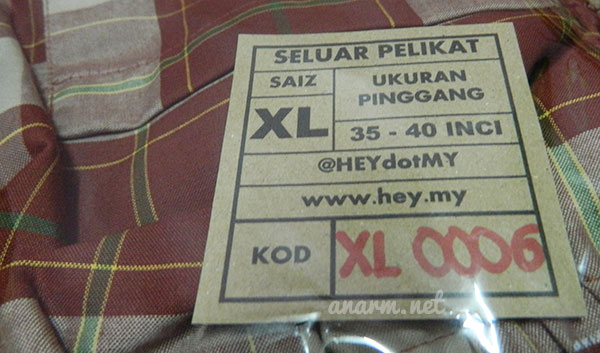 SELUAR PELIKAT
SAIZ
XL
UKURAN
PINGGANG
35 - 40 INCI
@HEYdotMY
www.hey.my
KOD
XL 0006
anarm.net